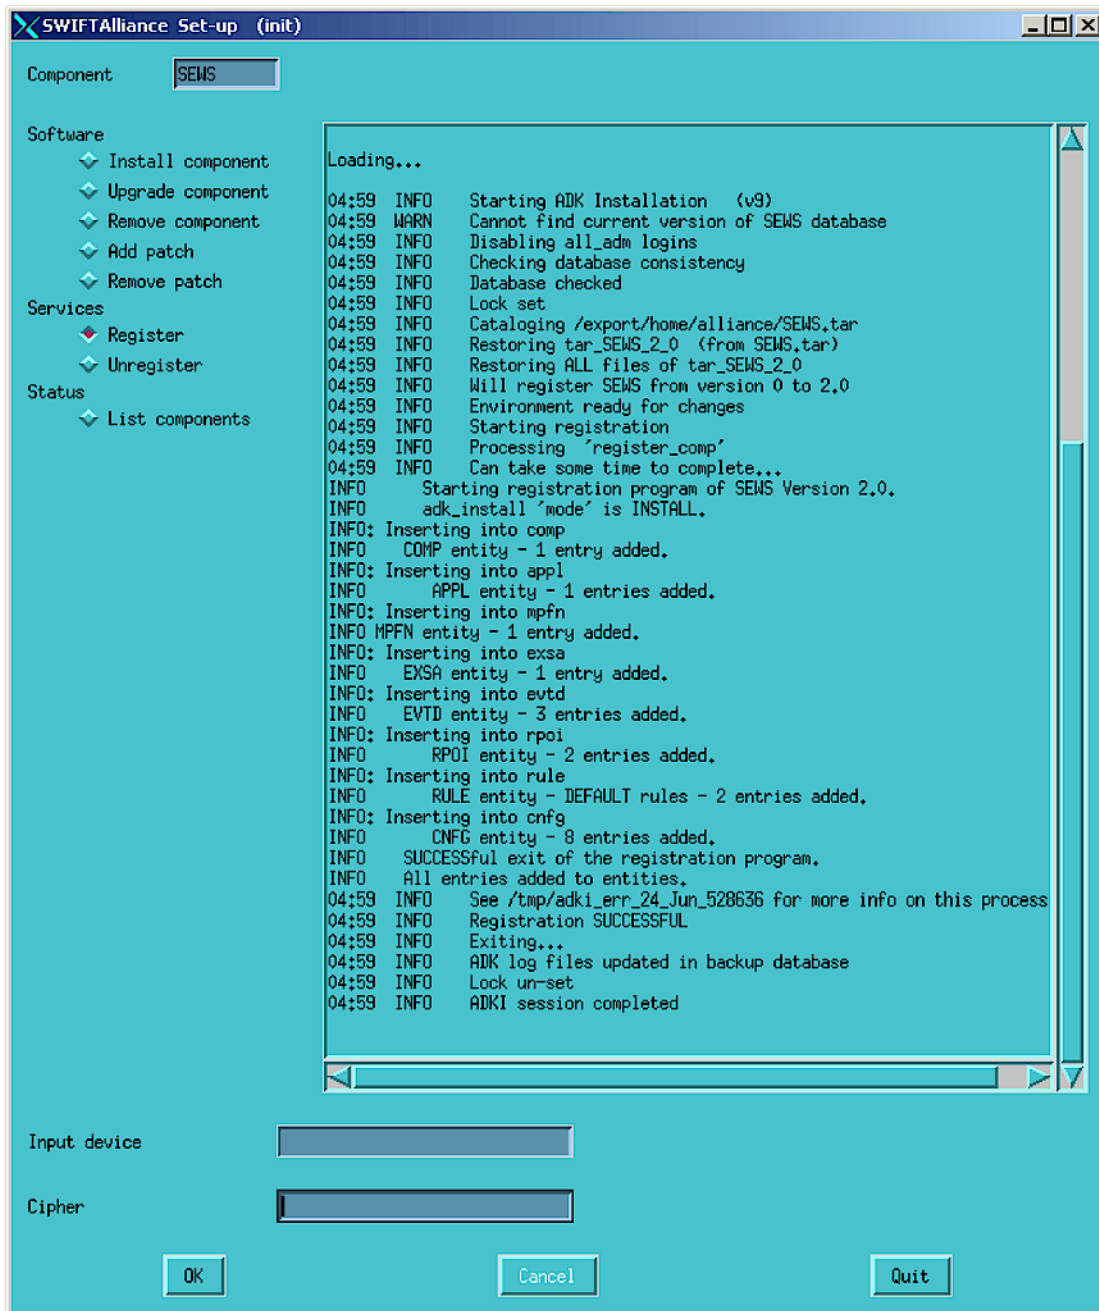 SWIFTAlliance Set-up (init)
Component SEWS
Software
Install component
Upgrade component
Remove component
Add patch
Remove patch
Services
Register
Unregister
Status
List components
Loading...
04:59 INFO Starting ADK Installation (v9)
04:59 WARN Cannot find current version of SEWS database
04:59 INFO Disabling all_adm logins
04:59 INFO Checking database consistency
04:59 INFO Database checked
04:59 INFO Lock set
04:59 INFO Cataloging /export/home/alliance/SEWS.tar
04:59 INFO Restoring tar_SEWS_2_0 (from SEWS.tar)
04:59 INFO Restoring ALL files of tar_SEWS_2_0
04:59 INFO Will register SEWS from version 0 to 2.0
04:59 INFO Environment ready for changes
04:59 INFO Starting registration
04:59 INFO Processing 'register_comp'
04:59 INFO Can take some time to complete...
INFO Starting registration program of SEWS Version 2.0.
INFO adk_install 'mode' is INSTALL.
INFO: Inserting into comp
INFO COMP entity - 1 entry added.
INFO: Inserting into appl
INFO APPL entity - 1 entries added.
INFO: Inserting into mpfn
INFO MPFN entity - 1 entry added.
INFO: Inserting into exsa
INFO EXSA entity - 1 entry added.
INFO: Inserting into evtd
INFO EVTD entity - 3 entries added.
INFO: Inserting into rpoi
INFO RPOI entity - 2 entries added.
INFO: Inserting into rule
INFO RULE entity - DEFAULT rules - 2 entries added.
INFO: Inserting into cnfg
INFO CNFG entity - 8 entries added.
INFO SUCCESSful exit of the registration program.
INFO All entries added to entities.
04:59 INFO See /tmp/adki_err_24_Jun_528636 for more info on this process
04:59 INFO Registration SUCCESSFUL
04:59 INFO Exiting...
04:59 INFO ADK log files updated in backup database
04:59 INFO Lock un-set
04:59 INFO ADKI session completed
Input device
Cipher
OK Cancel Quit